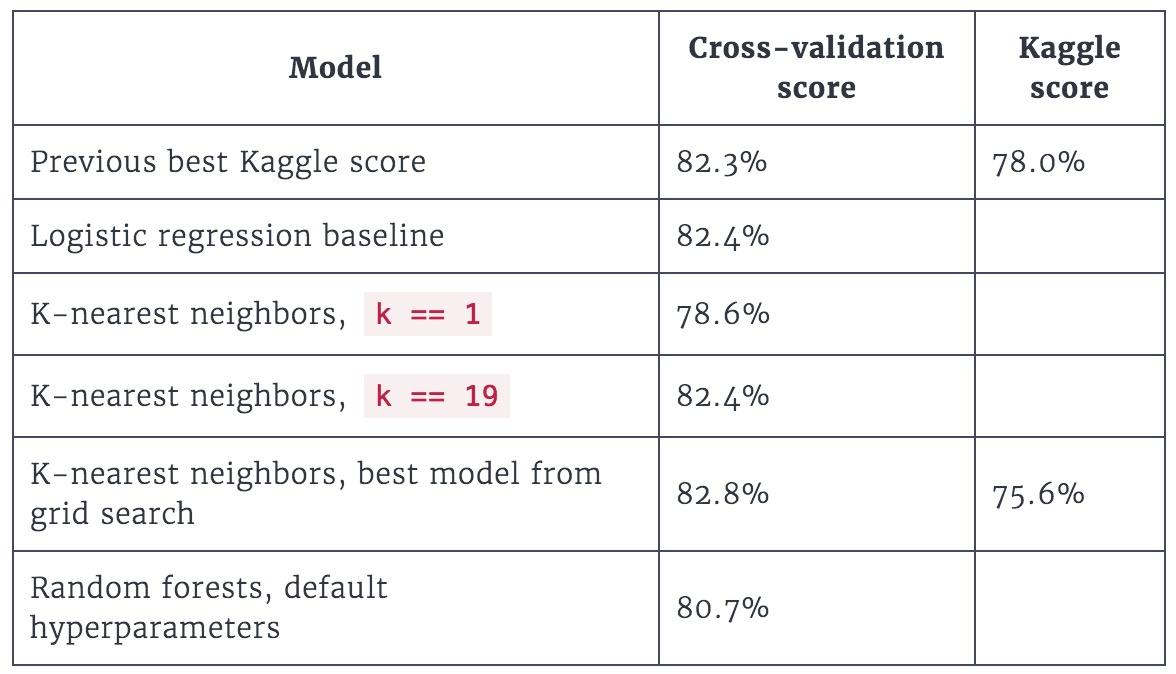 Model
Cross-validation
score
Kaggle
score
Previous best Kaggle score
82.3%
78.0%
Logistic regression baseline
82.4%
K-nearest neighbors, k == 1
78.6%
K-nearest neighbors, k == 19
82.4%
K-nearest neighbors, best model from
grid search
82.8%
75.6%
Random forests, default
hyperparameters
80.7%